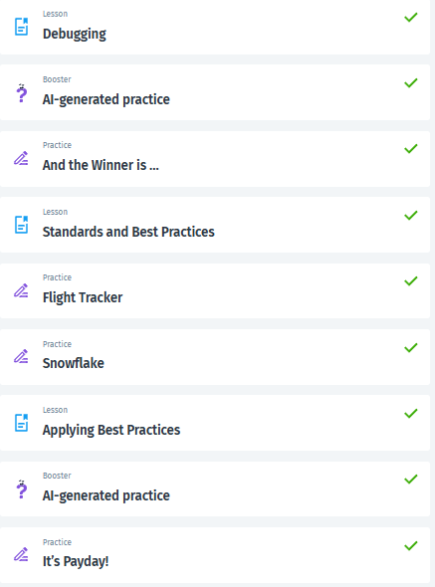 Lesson
Debugging
Booster
AI-generated practice
Practice
And the Winner is ...
Lesson
Standards and Best Practices
Practice
Flight Tracker
Practice
Snowflake
Lesson
Applying Best Practices
Booster
AI-generated practice
Practice
It's Payday!